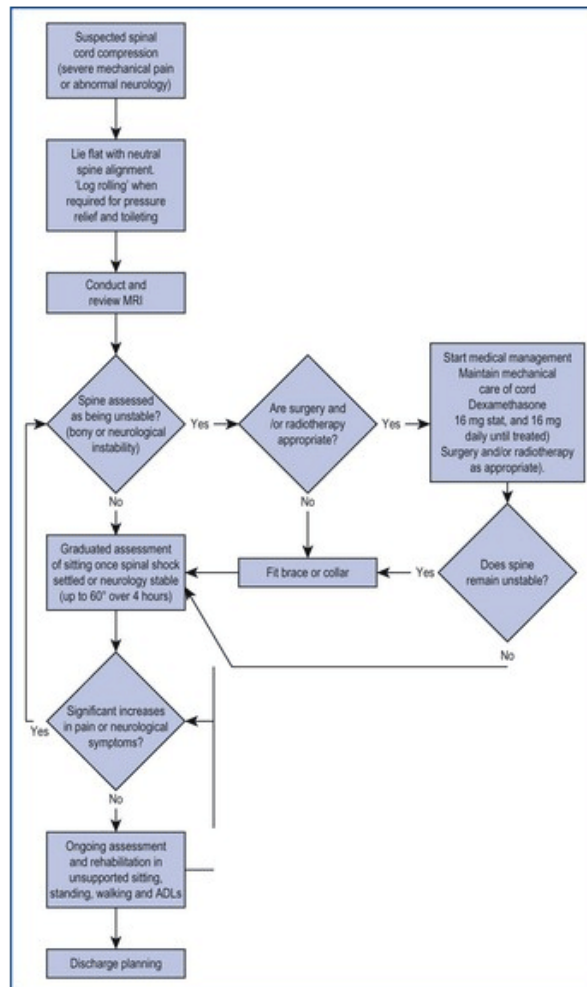 Suspected spinal
cord compression
(severe mechanical pain
or abnormal neurology)
Lie flat with neutral
spine alignment.
'Log rolling' when
required for pressure
relief and toileting
Conduct and
review MRI
Spine assessed
as being unstable?
(bony or neurological
instability)
Yes
Are surgery and
/or radiotherapy
appropriate?
Yes
Start medical management
Maintain mechanical
care of cord
Dexamethasone
16 mg stat, and 16 mg
daily until treated)
Surgery and/or radiotherapy
as appropriate).
No
No
Graduated assessment
of sitting once spinal shock
settled or neurology stable
(up to 60° over 4 hours)
Fit brace or collar
Yes
Does spine
remain unstable?
No
Significant increases
in pain or neurological
symptoms?
Yes
No
Ongoing assessment
and rehabilitation in
unsupported sitting,
standing, walking and ADLs
Discharge planning